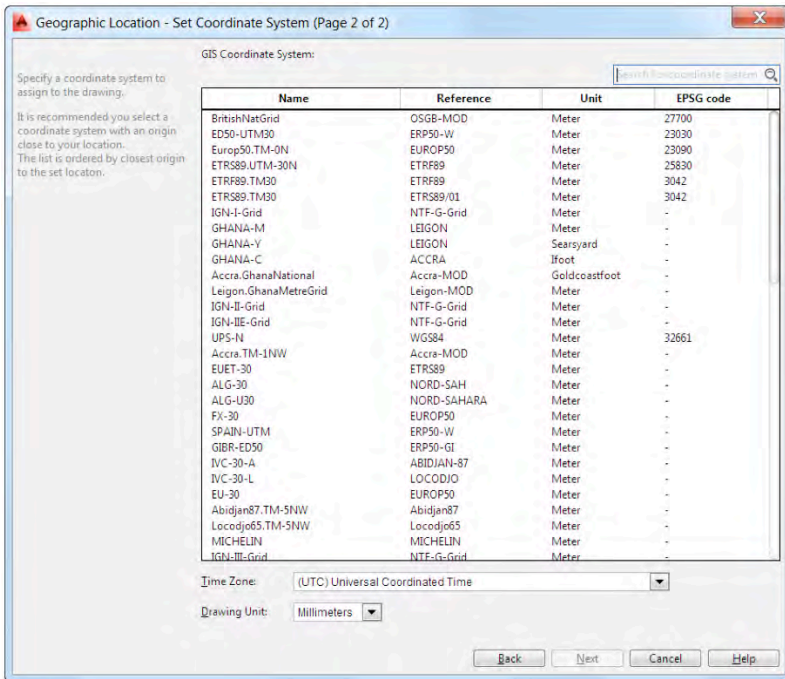 Geographic Location - Set Coordinate System (Page 2 of 2)
X
GIS Coordinate System:
Specify a coordinate system to
assign to the drawing.
It is recommended you select a
coordinate system with an origin
close to your location.
The list is ordered by closest origin
to the set locaton.
Search for coordinate system
Name Reference Unit EPSG code
BritishNatGrid OSGB-MOD Meter 27700
ED50-UTM30 ERP50-W Meter 23030
Europ50.TM-0N EUROP50 Meter 23090
ETRS89.UTM-30N ETRF89 Meter 25830
ETRF89.TM30 ETRF89 Meter 3042
ETRS89.TM30 ETRS89/01 Meter 3042
IGN-I-Grid NTF-G-Grid Meter -
GHANA-M LEIGON Meter -
GHANA-Y LEIGON Searsyard -
GHANA-C ACCRA Ifoot -
Accra.GhanaNational Accra-MOD Goldcoastfoot -
Leigon.GhanaMetreGrid Leigon-MOD Meter -
IGN-II-Grid NTF-G-Grid Meter -
IGN-IIE-Grid NTF-G-Grid Meter -
UPS-N WGS84 Meter 32661
Accra.TM-1NW Accra-MOD Meter -
EUET-30 ETRS89 Meter -
ALG-30 NORD-SAH Meter -
ALG-U30 NORD-SAHARA Meter -
FX-30 EUROP50 Meter -
SPAIN-UTM ERP50-W Meter -
GIBR-ED50 ERP50-GI Meter -
IVC-30-A ABIDJAN-87 Meter -
IVC-30-L LOCODJO Meter -
EU-30 EUROP50 Meter -
Abidjan87.TM-5NW Abidjan87 Meter -
Locodjo65.TM-5NW Locodjo65 Meter -
MICHELIN MICHELIN Meter -
IGN-III-Grid NTF-G-Grid Meter -
Time Zone: (UTC) Universal Coordinated Time
Drawing Unit: Millimeters
Back Next Cancel Help